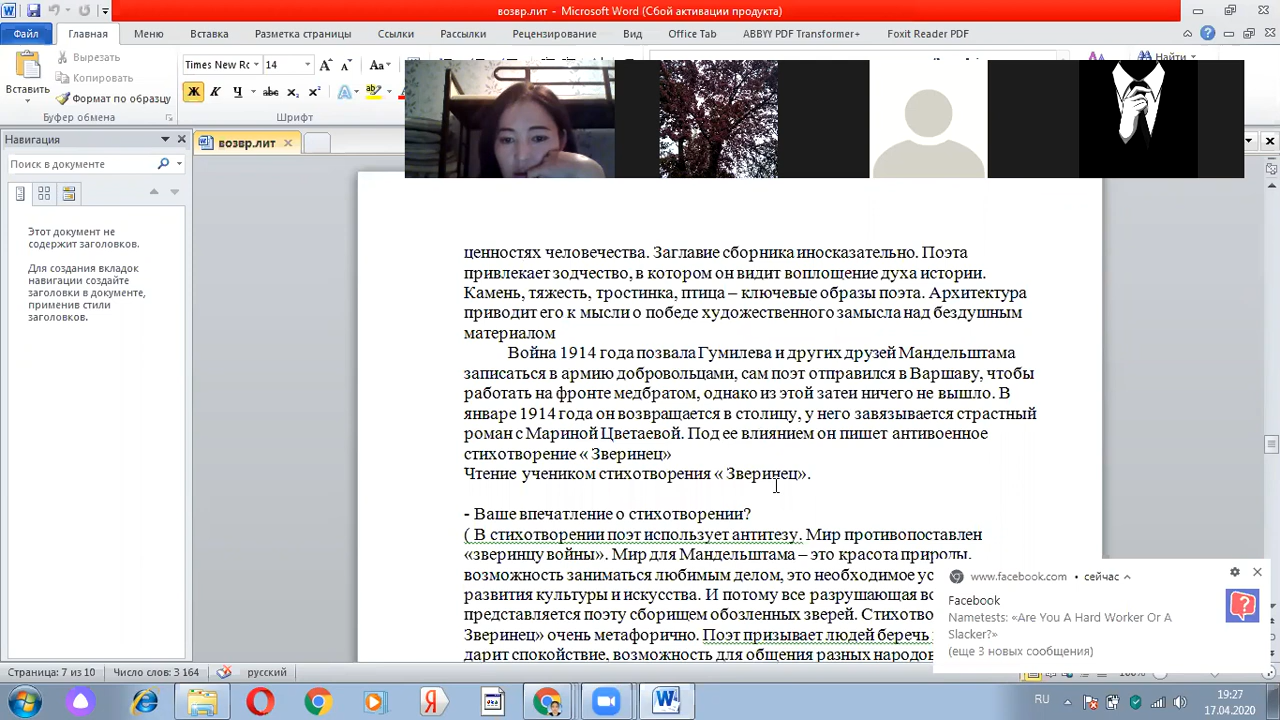 возвр.лит - Microsoft Word (Сбой активации продукта)
Файл Главная Меню Вставка Разметка страницы Ссылки Рассылки Рецензирование Вид Office Tab ABBYY PDF Transformer+ Foxit Reader PDF
Вставить
Вырезать
Копировать
Формат по образцу
Буфер обмена
Times New Ro 14
Ж К Ч
Шрифт
Найти
Навигация
возвр.лит
Поиск в документе
Этот документ не
содержит заголовков.
Для создания вкладок
навигации создайте
заголовки в документе,
применив стили
заголовков.
ценностях человечества. Заглавие сборника иносказательно. Поэта
привлекает зодчество, в котором он видит воплощение духа истории.
Камень, тяжесть, тростинка, птица – ключевые образы поэта. Архитектура
приводит его к мысли о победе художественного замысла над бездушным
материалом
Война 1914 года позвала Гумилева и других друзей Мандельштама
записаться в армию добровольцами, сам поэт отправился в Варшаву, чтобы
работать на фронте медбратом, однако из этой затеи ничего не вышло. В
январе 1914 года он возвращается в столицу, у него завязывается страстный
роман с Мариной Цветаевой. Под ее влиянием он пишет антивоенное
стихотворение « Зверинец»
Чтение учеником стихотворения « Зверинец».
- Ваше впечатление о стихотворении?
( В стихотворении поэт использует антитезу. Мир противопоставлен
«зверинцу войны». Мир для Мандельштама – это красота природы,
возможность заниматься любимым делом, это необходимое ус
развития культуры и искусства. И потому все разрушающая во
представляется поэту сборищем обозленных зверей. Стихотво
Зверинец» очень метафорично. Поэт призывает людей беречь
дарит спокойствие, возможность для общения разных народов
www.facebook.com • сейчас
Facebook
Nametests: «Are You A Hard Worker Or A
Slacker?»
(еще 3 новых сообщения)
Страница: 7 из 10 Число слов: 3 164 русский
RU 19:27
17.04.2020